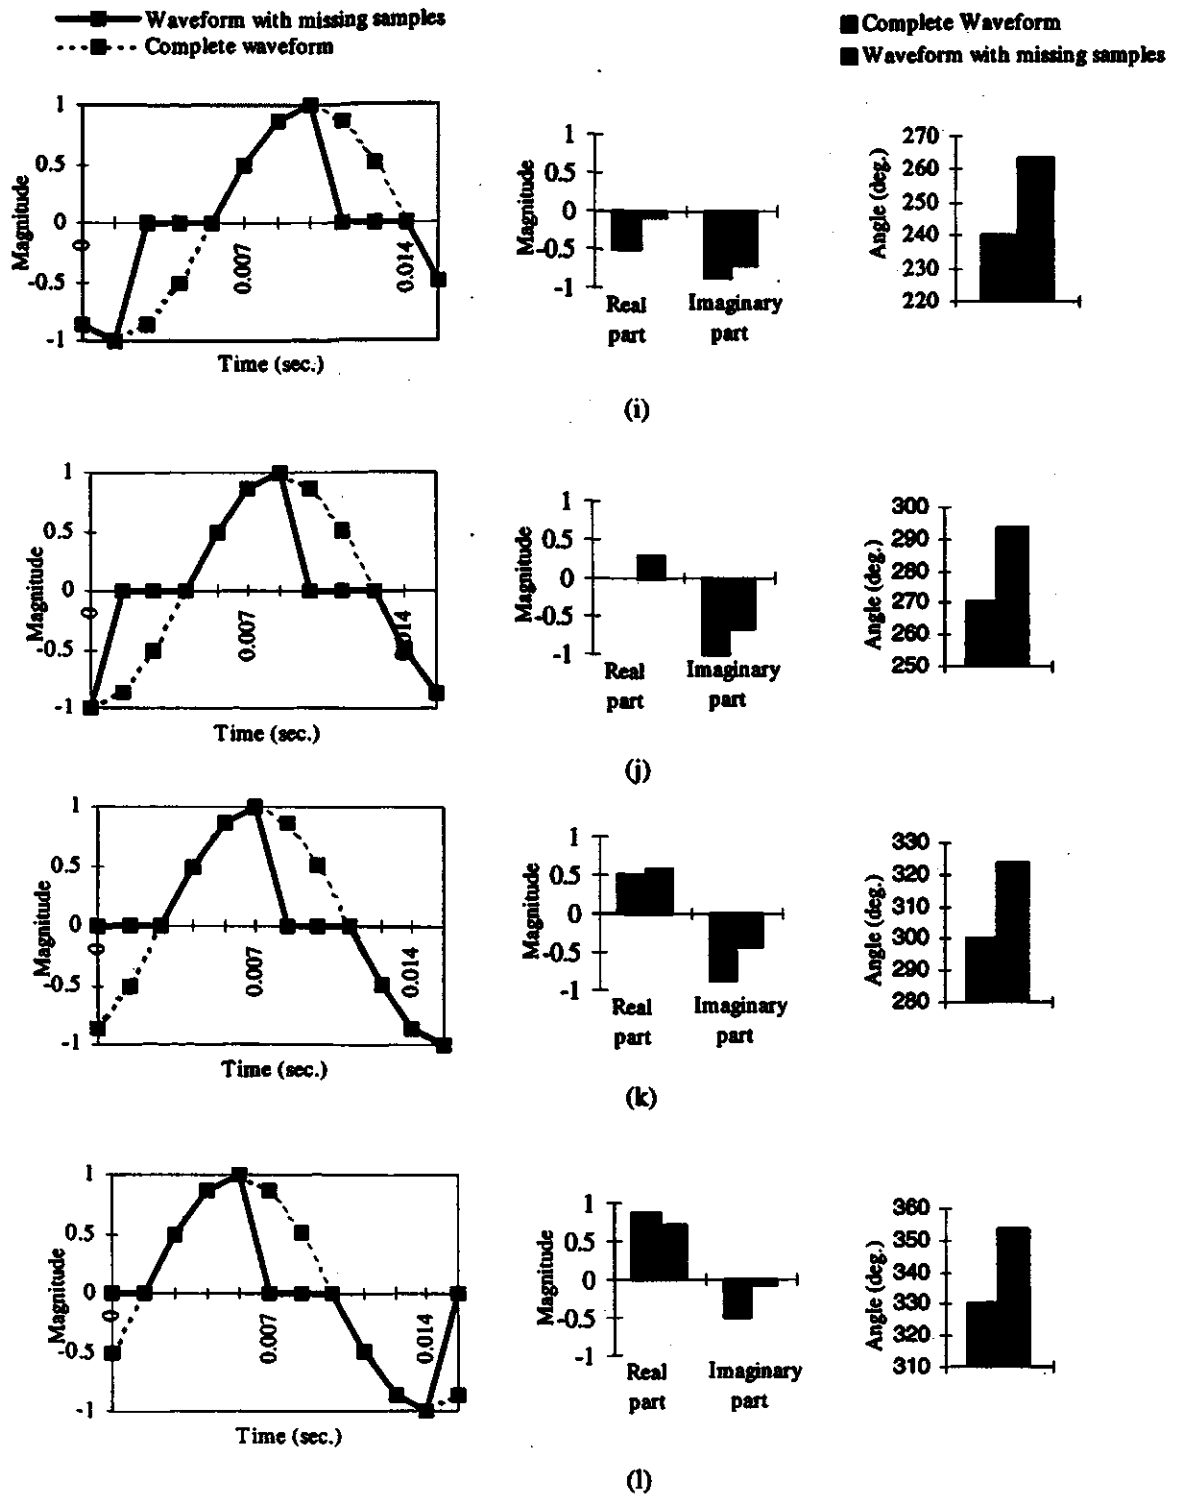 Waveform with missing samples
Complete waveform
Complete Waveform
Waveform with missing samples
1
0.5
0
-0.5
-1
Magnitude
0
0.007
0.014
Time (sec.)
1
0.5
0
-0.5
-1
Magnitude
Real part
Imaginary part
270
260
250
240
230
220
Angle (deg.)
(i)
1
0.5
0
-0.5
-1
Magnitude
0
0.007
Time (sec.)
1
0.5
0
-0.5
-1
Magnitude
Real part
Imaginary part
300
290
280
270
260
250
Angle (deg.)
(j)
1
0.5
0
-0.5
-1
Magnitude
0
0.007
0.014
Time (sec.)
1
0.5
0
-0.5
-1
Magnitude
Real part
Imaginary part
330
320
310
300
290
280
Angle (deg.)
(k)
1
0.5
0
-0.5
-1
Magnitude
0
0.007
0.014
Time (sec.)
1
0.5
0
-0.5
-1
Magnitude
Real part
Imaginary part
360
350
340
330
320
310
Angle (deg.)
(l)